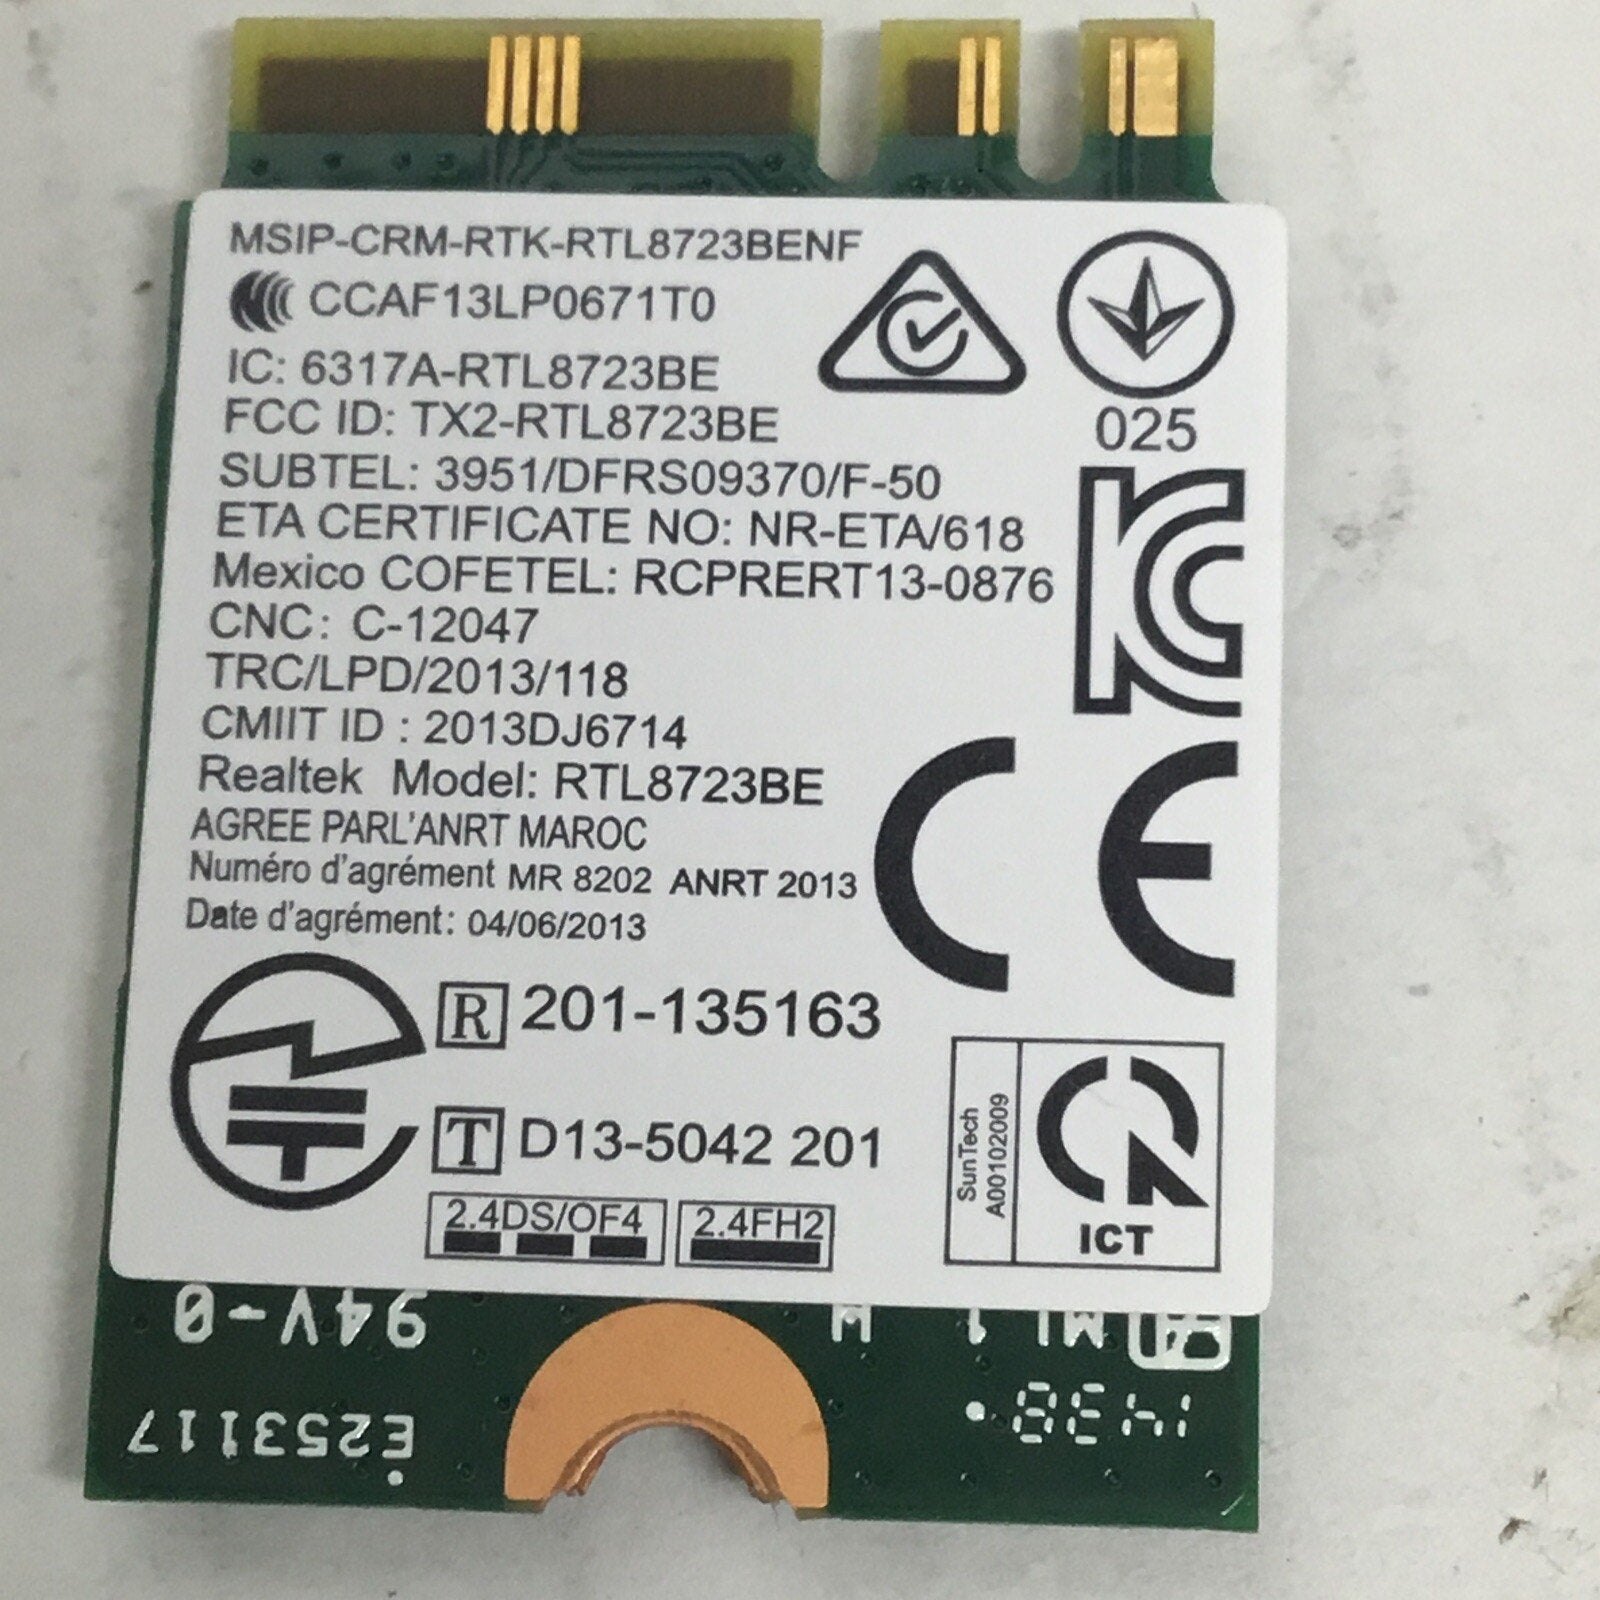 MSIP-CRM-RTK-RTL8723BENF
CCAF13LP0671T0
IC: 6317A-RTL8723BE
FCC ID: TX2-RTL8723BE
025
SUBTEL: 3951/DFRS09370/F-50
ETA CERTIFICATE NO: NR-ETA/618
Mexico COFETEL: RCPRERT13-0876
CNC: C-12047
TRC/LPD/2013/118
CMIIT ID : 2013DJ6714
Realtek Model: RTL8723BE
AGREE PARL'ANRT MAROC
Numéro d'agrément MR 8202 ANRT 2013
Date d'agrément: 04/06/2013
CE
R 201-135163
T D13-5042 201
2.4DS/OF4 2.4FH2
SunTech
A00102009
ICT
94V-0
E253117
1438